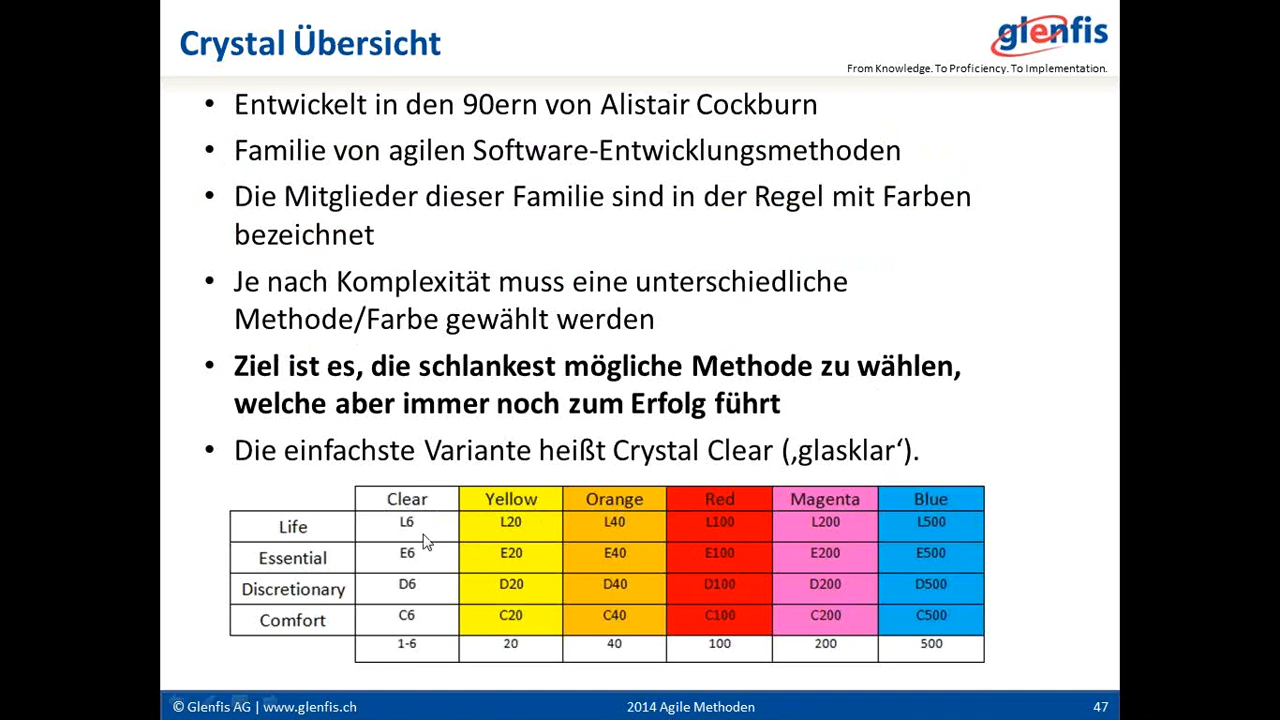 Crystal Übersicht
glenfis
From Knowledge. To Proficiency. To Implementation.
• Entwickelt in den 90ern von Alistair Cockburn
• Familie von agilen Software-Entwicklungsmethoden
• Die Mitglieder dieser Familie sind in der Regel mit Farben
bezeichnet
• Je nach Komplexität muss eine unterschiedliche
Methode/Farbe gewählt werden
• Ziel ist es, die schlankest mögliche Methode zu wählen,
welche aber immer noch zum Erfolg führt
• Die einfachste Variante heißt Crystal Clear (‚glasklar‘).
Clear Yellow Orange Red Magenta Blue
Life L6 L20 L40 L100 L200 L500
Essential E6 E20 E40 E100 E200 E500
Discretionary D6 D20 D40 D100 D200 D500
Comfort C6 C20 C40 C100 C200 C500
1-6 20 40 100 200 500
© Glenfis AG | www.glenfis.ch 2014 Agile Methoden 47